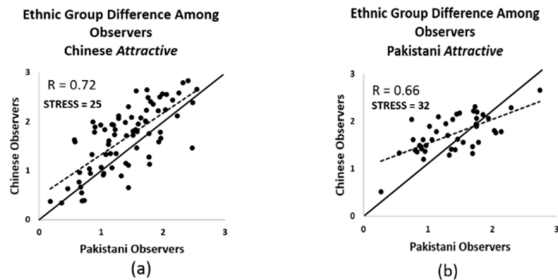 Ethnic Group Difference Among
Observers
Chinese Attractive
R = 0.72
STRESS = 25
Chinese Observers
3
2
1
0
0
1
2
3
Pakistani Observers
(a)
Ethnic Group Difference Among
Observers
Pakistani Attractive
R = 0.66
STRESS = 32
Chinese Observers
3
2
1
0
0
1
2
3
Pakistani Observers
(b)